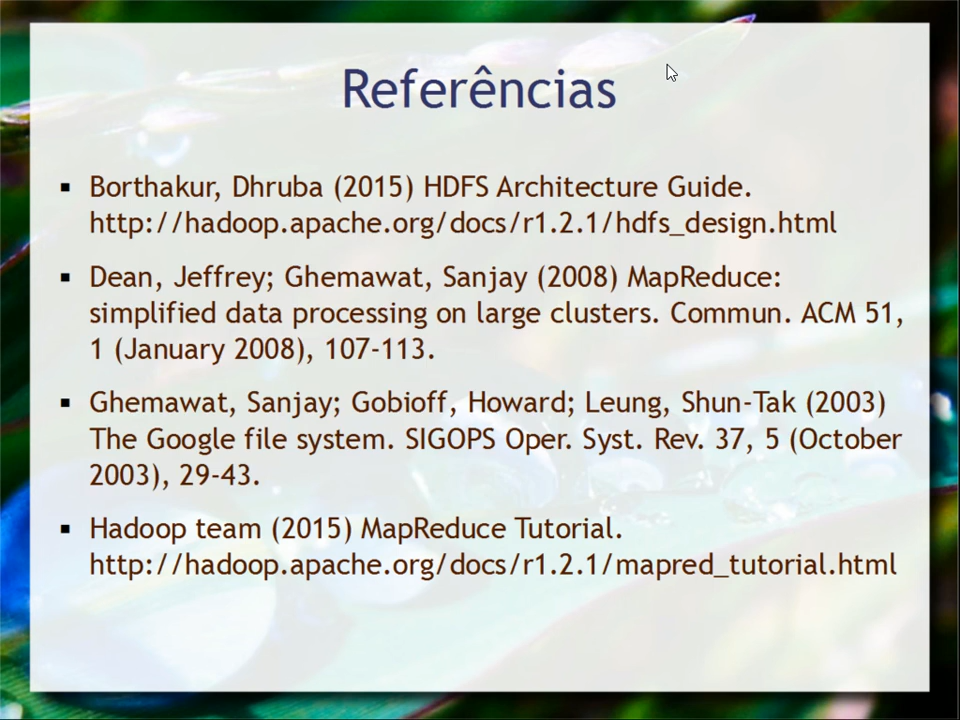 Referências
Borthakur, Dhruba (2015) HDFS Architecture Guide.
http://hadoop.apache.org/docs/r1.2.1/hdfs_design.html
Dean, Jeffrey; Ghemawat, Sanjay (2008) MapReduce:
simplified data processing on large clusters. Commun. ACM 51,
1 (January 2008), 107-113.
Ghemawat, Sanjay; Gobioff, Howard; Leung, Shun-Tak (2003)
The Google file system. SIGOPS Oper. Syst. Rev. 37, 5 (October
2003), 29-43.
Hadoop team (2015) MapReduce Tutorial.
http://hadoop.apache.org/docs/r1.2.1/mapred_tutorial.html